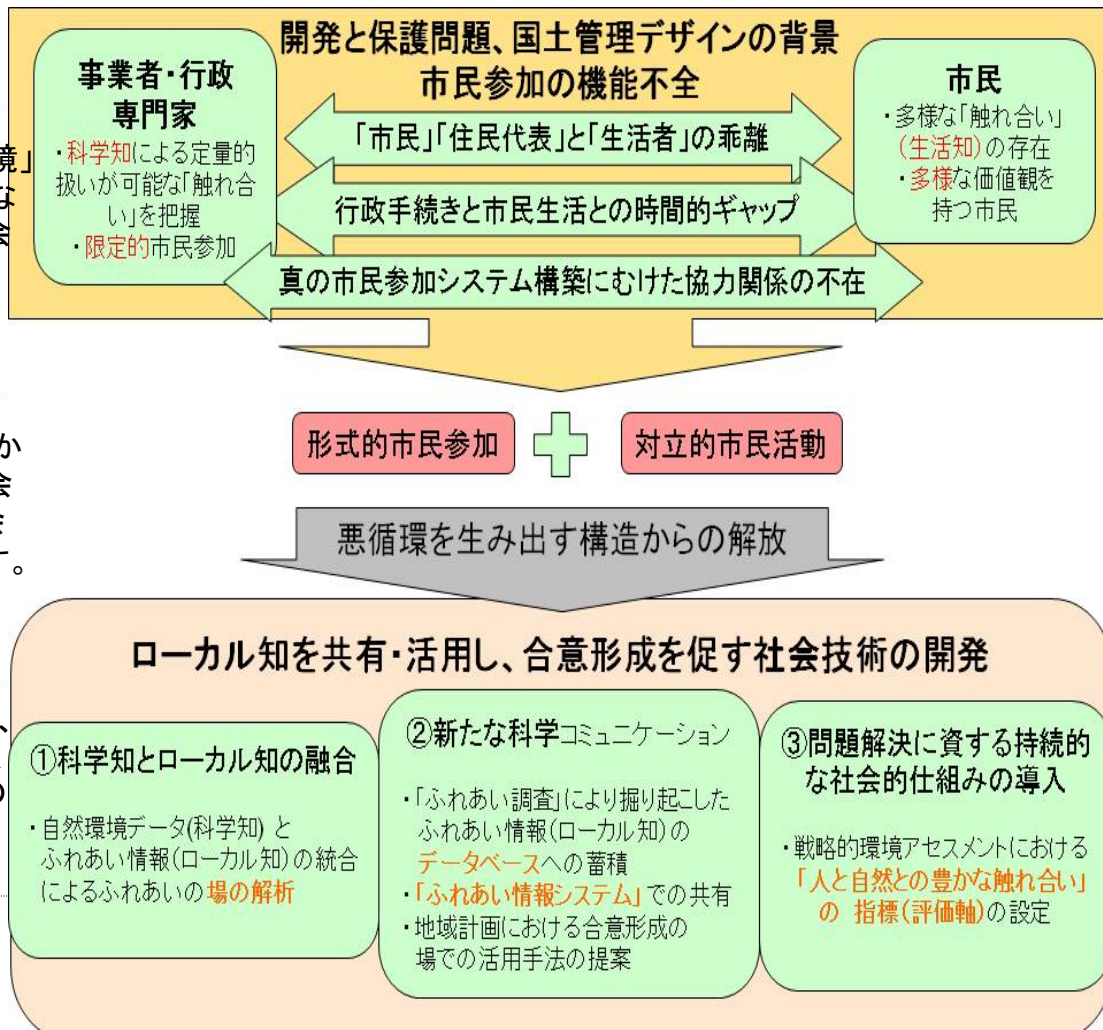 開発と保護問題、国土管理デザインの背景
市民参加の機能不全
事業者・行政
専門家
・科学知による定量的
扱いが可能な「触れ合
い」を把握
・限定的市民参加
「市民」「住民代表」と「生活者」の乖離
行政手続きと市民生活との時間的ギャップ
真の市民参加システム構築にむけた協力関係の不在
市民
・多様な「触れ合い」
(生活知)の存在
・多様な価値観を
持つ市民
形式的市民参加
対立的市民活動
悪循環を生み出す構造からの解放
ローカル知を共有・活用し、合意形成を促す社会技術の開発
①科学知とローカル知の融合
・自然環境データ(科学知) と
ふれあい情報(ローカル知)の統合
によるふれあいの場の解析
②新たな科学コミュニケーション
・「ふれあい調査」により掘り起こした
ふれあい情報(ローカル知)の
データベースへの蓄積
・「ふれあい情報システム」での共有
・地域計画における合意形成の
場での活用手法の提案
③問題解決に資する持続的
な社会的仕組みの導入
・戦略的環境アセスメントにおける
「人と自然との豊かな触れ合い」
の 指標(評価軸)の設定
境」
な
会
か
会
。
、
の